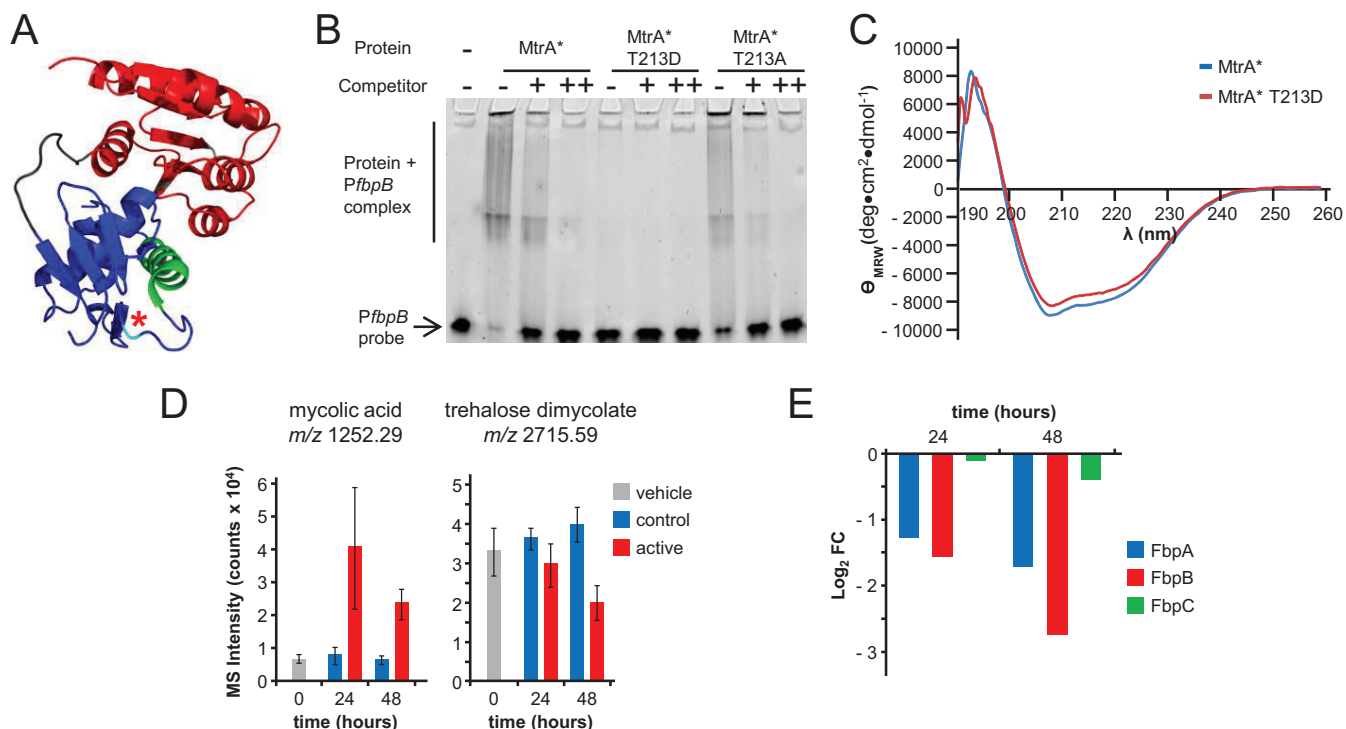 A
*
B
Protein - MtrA* MtrA* T213D MtrA* T213A
Competitor - - + ++ - + ++ - + ++
Protein +
PfbpB
complex
PfbpB
probe
C
MtrA*
MtrA* T213D
10000
8000
6000
4000
2000
0
-2000
-4000
-6000
-8000
-10000
190 200 210 220 230 240 250 260
λ (nm)
Θ MRW (deg•cm²•dmol⁻¹)
D
mycolic acid
m/z 1252.29
MS Intensity (counts x 10⁴)
6
5
4
3
2
1
0
0 24 48
time (hours)
trehalose dimycolate
m/z 2715.59
5
4
3
2
1
0
0 24 48
time (hours)
vehicle
control
active
E
time (hours)
24 48
0
- 1
- 2
- 3
Log₂ FC
FbpA
FbpB
FbpC